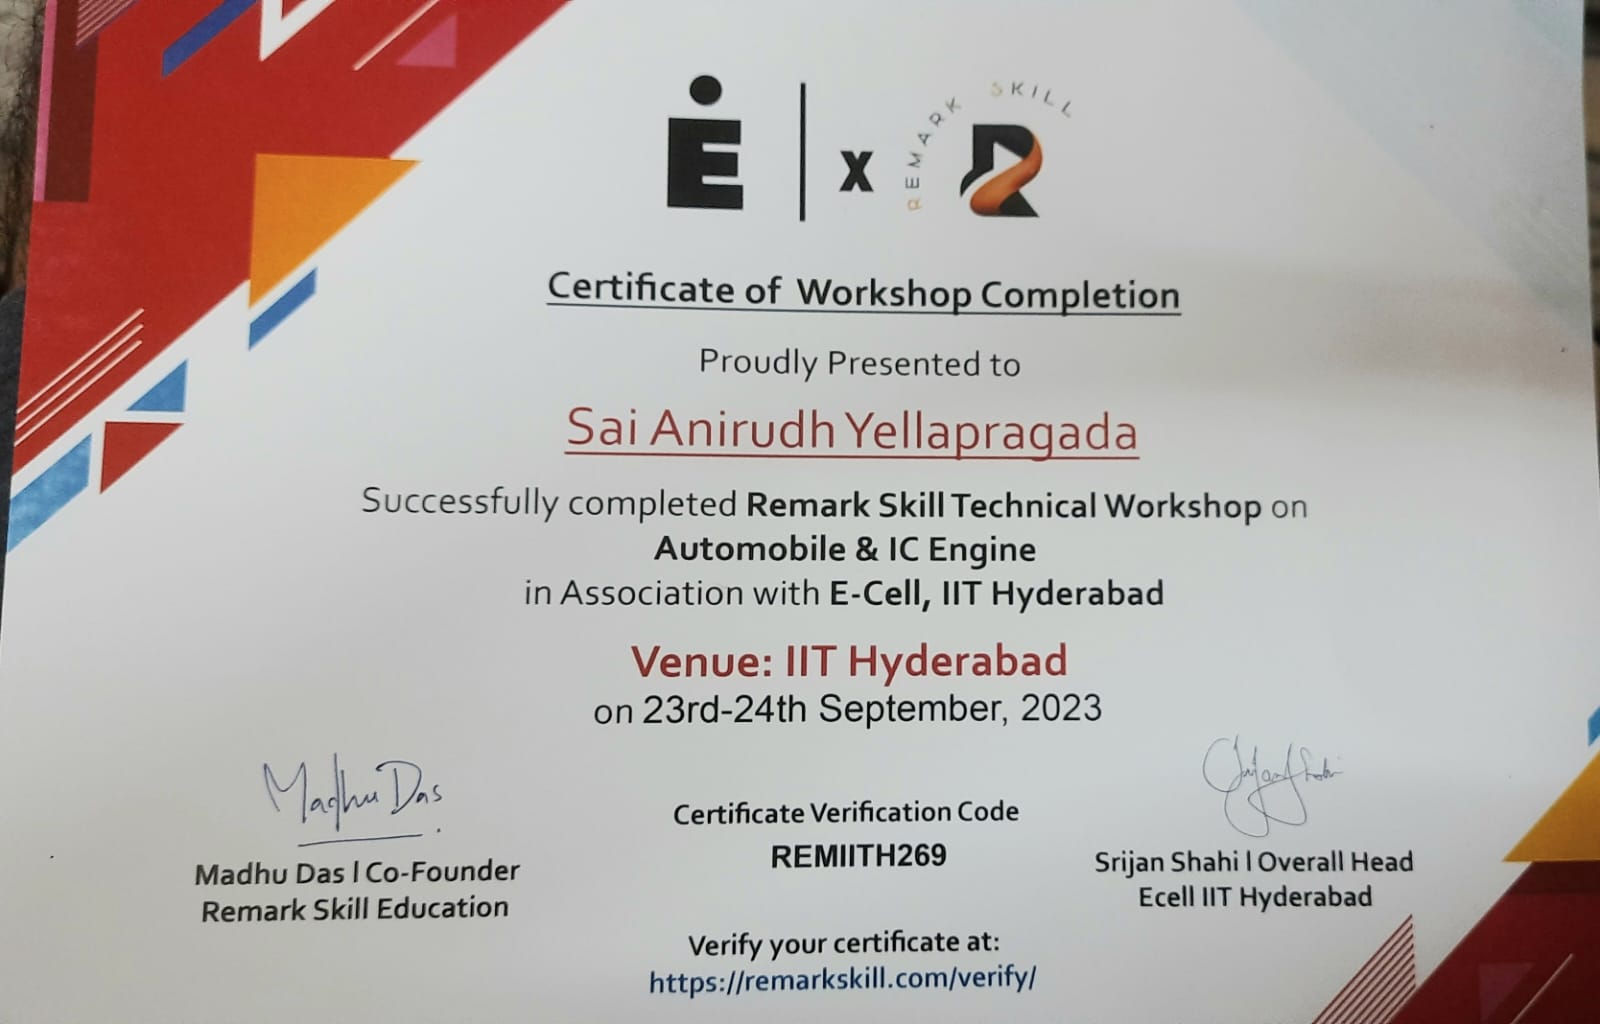 Ė | x REMARK SKILL R
Certificate of Workshop Completion
Proudly Presented to
Sai Anirudh Yellapragada
Successfully completed Remark Skill Technical Workshop on
Automobile & IC Engine
in Association with E-Cell, IIT Hyderabad
Venue: IIT Hyderabad
on 23rd-24th September, 2023
Madhu Das
Madhu Das | Co-Founder
Remark Skill Education
Certificate Verification Code
REMIITH269
Srijan Shahi | Overall Head
Ecell IIT Hyderabad
Verify your certificate at:
https://remarkskill.com/verify/